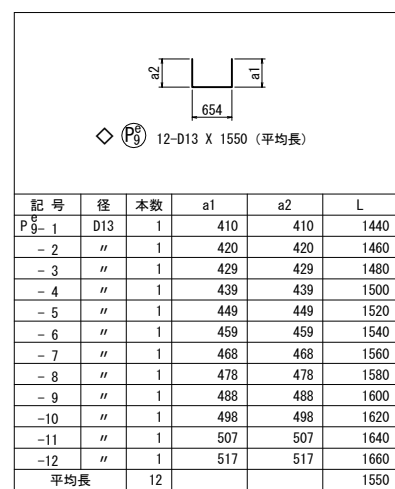 a2
a1
654
◇ Pe9 12-D13 X 1550 (平均長)
記 号 径 本数 a1 a2 L
Pe9- 1 D13 1 410 410 1440
- 2 〃 1 420 420 1460
- 3 〃 1 429 429 1480
- 4 〃 1 439 439 1500
- 5 〃 1 449 449 1520
- 6 〃 1 459 459 1540
- 7 〃 1 468 468 1560
- 8 〃 1 478 478 1580
- 9 〃 1 488 488 1600
-10 〃 1 498 498 1620
-11 〃 1 507 507 1640
-12 〃 1 517 517 1660
平均長 12 1550